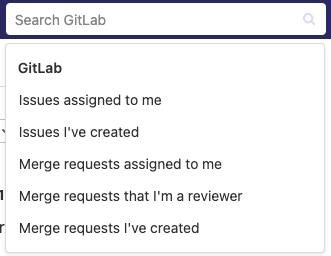 Search GitLab
GitLab
Issues assigned to me
Issues I've created
Merge requests assigned to me
Merge requests that I'm a reviewer
Merge requests I've created